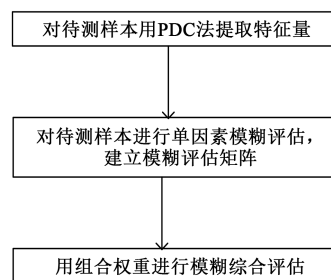 对待测样本用PDC法提取特征量
对待测样本进行单因素模糊评估,
建立模糊评估矩阵
用组合权重进行模糊综合评估